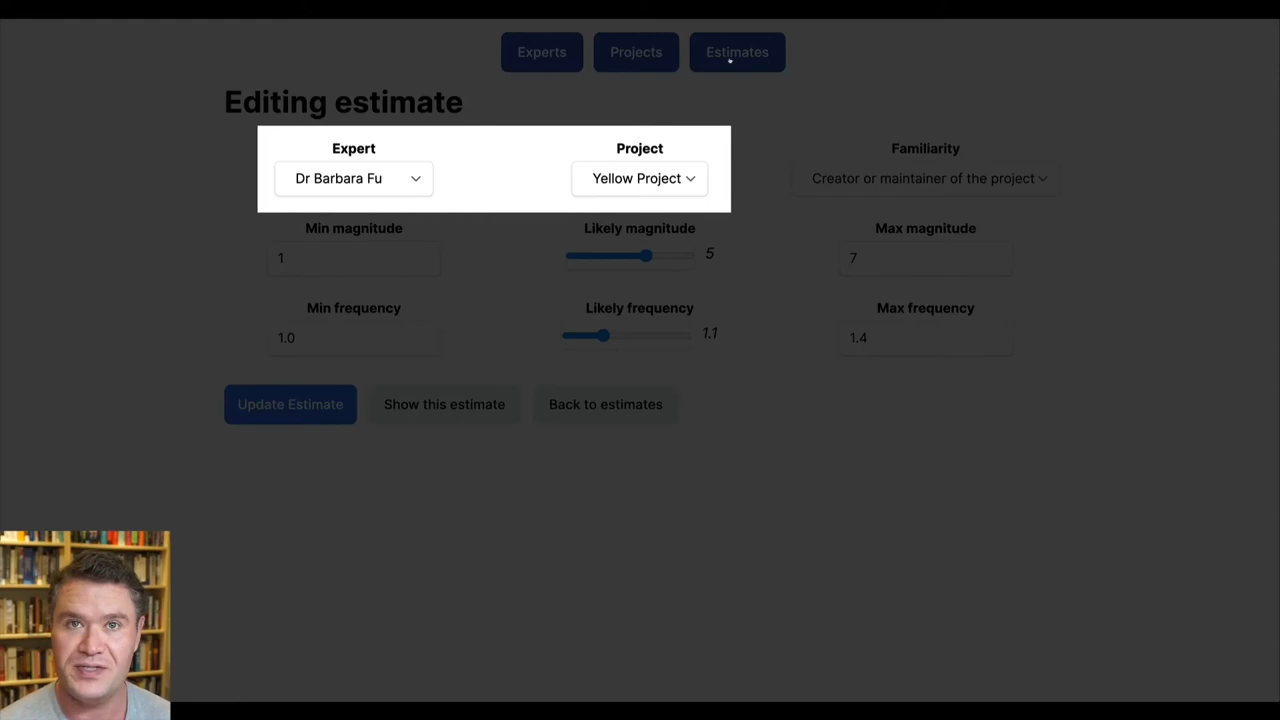 Experts Projects Estimates
Editing estimate
Expert Project Familiarity
Dr Barbara Fu Yellow Project Creator or maintainer of the project
Min magnitude Likely magnitude Max magnitude
1 5 7
Min frequency Likely frequency Max frequency
1.0 1.1 1.4
Update Estimate Show this estimate Back to estimates